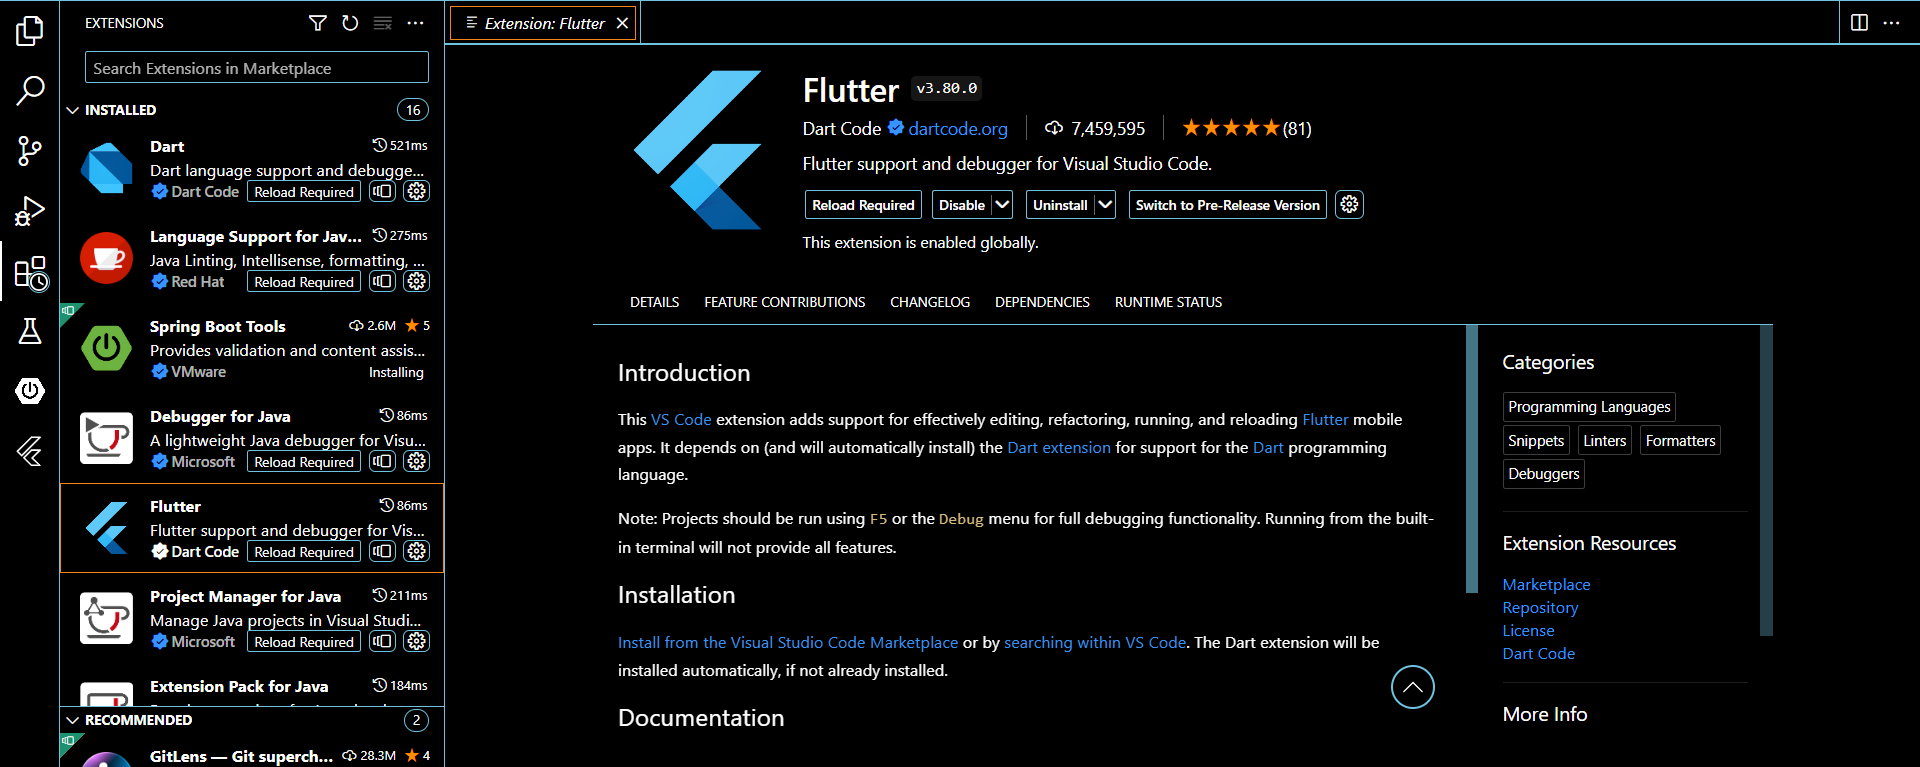 EXTENSIONS
Search Extensions in Marketplace
INSTALLED 16
Dart 521ms
Dart language support and debugge...
Dart Code Reload Required
Language Support for Jav... 275ms
Java Linting, Intellisense, formatting, ...
Red Hat Reload Required
Spring Boot Tools 2.6M 5
Provides validation and content assis...
VMware Installing
Debugger for Java 86ms
A lightweight Java debugger for Visu...
Microsoft Reload Required
Flutter 86ms
Flutter support and debugger for Vis...
Dart Code Reload Required
Project Manager for Java 211ms
Manage Java projects in Visual Studi...
Microsoft Reload Required
Extension Pack for Java 184ms
RECOMMENDED 2
GitLens — Git superch... 28.3M 4
Extension: Flutter
Flutter v3.80.0
Dart Code dartcode.org 7,459,595 (81)
Flutter support and debugger for Visual Studio Code.
Reload Required Disable Uninstall Switch to Pre-Release Version
This extension is enabled globally.
DETAILS FEATURE CONTRIBUTIONS CHANGELOG DEPENDENCIES RUNTIME STATUS
Introduction
This VS Code extension adds support for effectively editing, refactoring, running, and reloading Flutter mobile
apps. It depends on (and will automatically install) the Dart extension for support for the Dart programming
language.
Note: Projects should be run using F5 or the Debug menu for full debugging functionality. Running from the built-
in terminal will not provide all features.
Installation
Install from the Visual Studio Code Marketplace or by searching within VS Code. The Dart extension will be
installed automatically, if not already installed.
Documentation
Categories
Programming Languages
Snippets Linters Formatters
Debuggers
Extension Resources
Marketplace
Repository
License
Dart Code
More Info